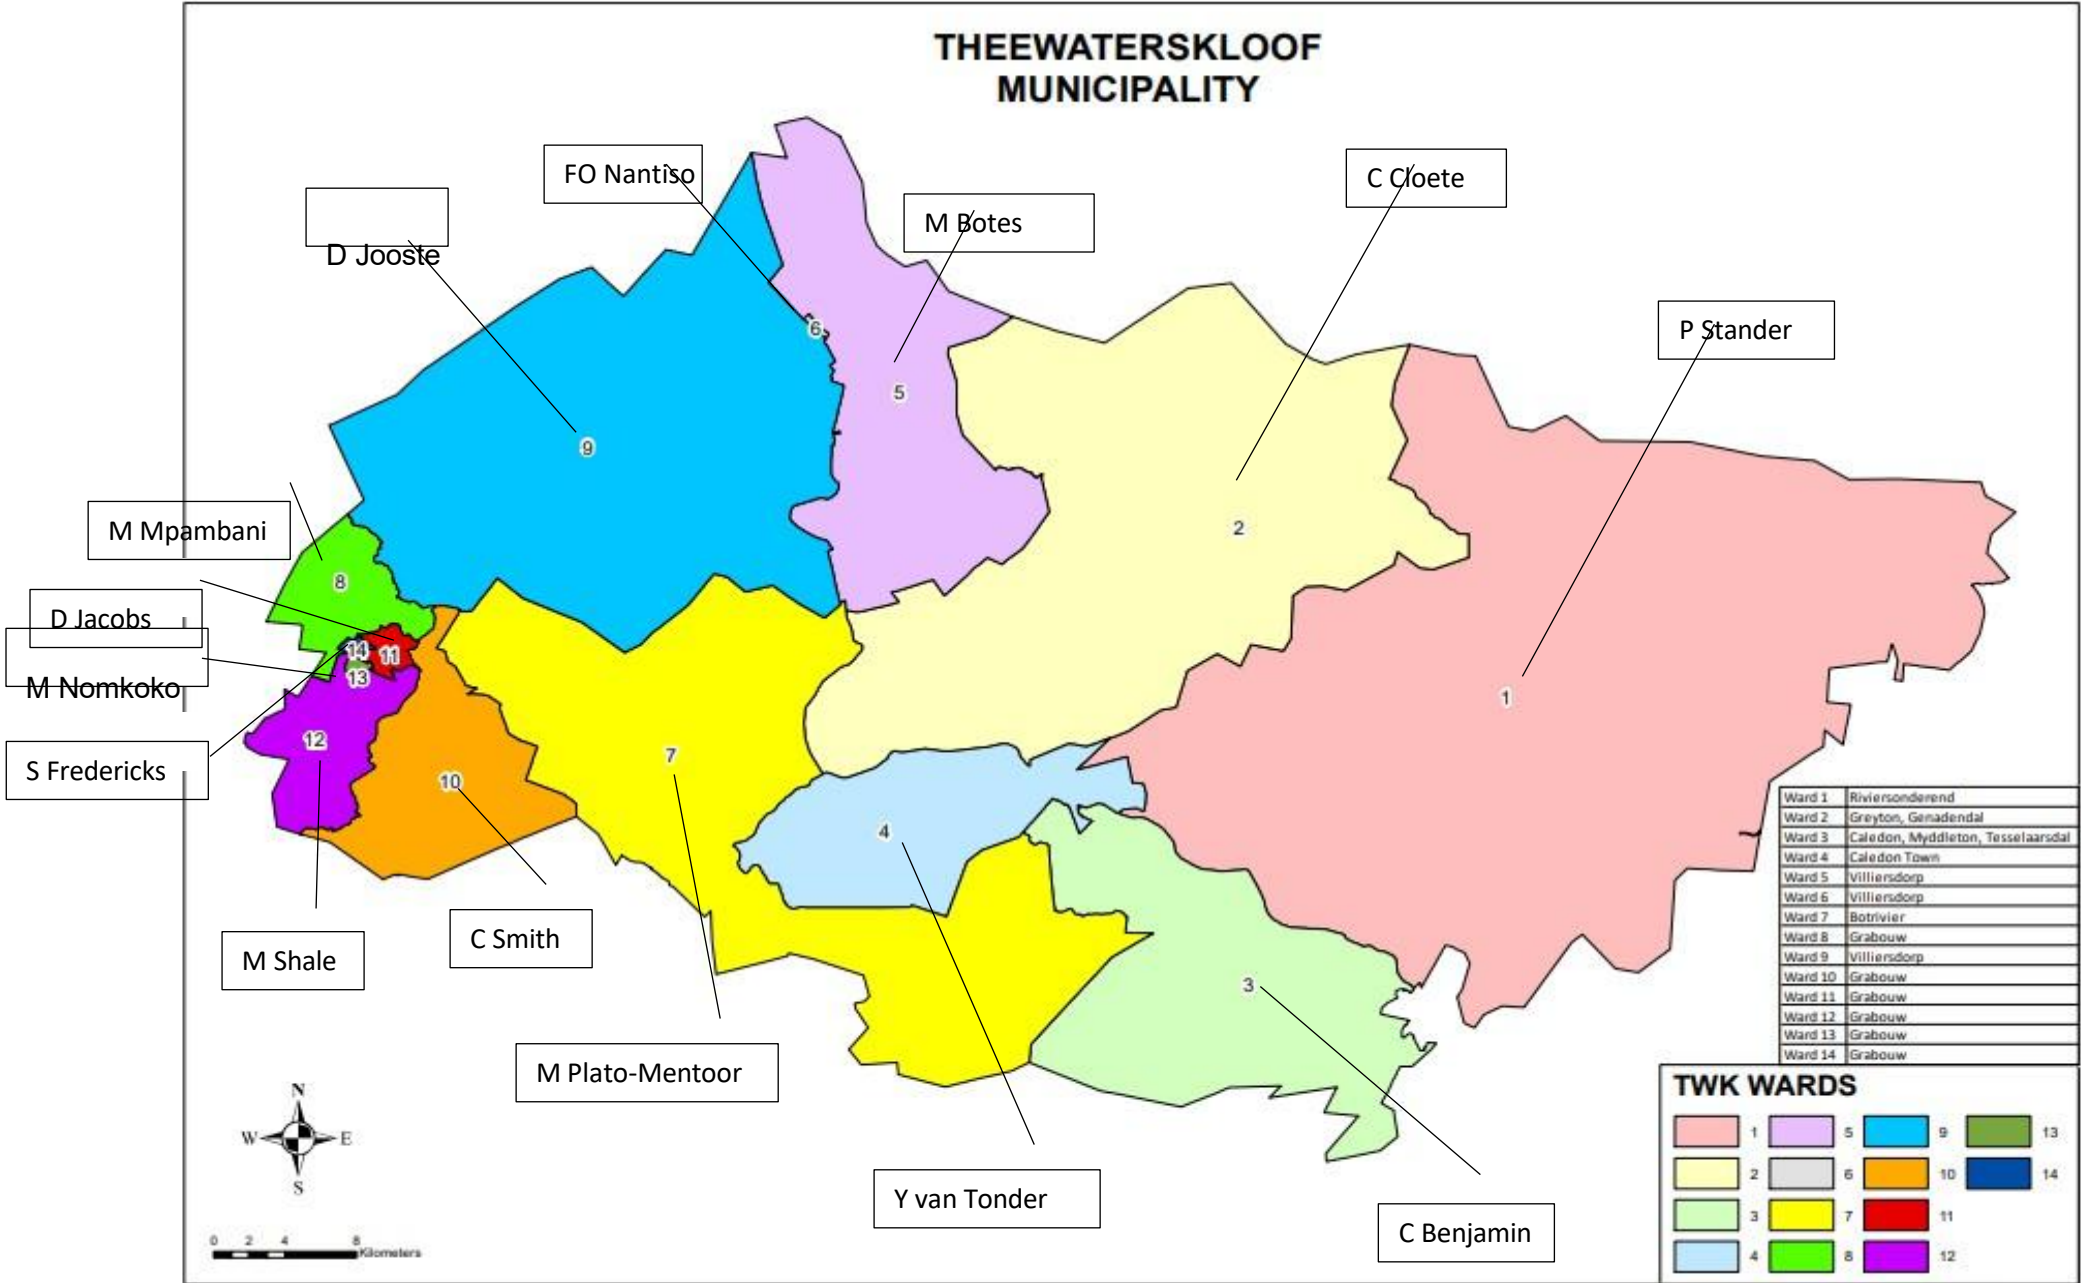 THEEWATERSKLOOF
MUNICIPALITY
FO Nantiso
C Cloete
D Jooste
M Botes
P Stander
6
5
9
2
M Mpambani
8
D Jacobs
14
11
M Nomkoko
13
1
12
7
S Fredericks
10
4
M Shale
C Smith
3
M Plato-Mentoor
Y van Tonder
C Benjamin
Ward 1 Riviersonderend
Ward 2 Greyton, Genadendal
Ward 3 Caledon, Myddleton, Tesselaarsdal
Ward 4 Caledon Town
Ward 5 Villiersdorp
Ward 6 Villiersdorp
Ward 7 Botrivier
Ward 8 Grabouw
Ward 9 Villiersdorp
Ward 10 Grabouw
Ward 11 Grabouw
Ward 12 Grabouw
Ward 13 Grabouw
Ward 14 Grabouw
TWK WARDS
1 5 9 13
2 6 10 14
3 7 11
4 8 12
N
W E
S
0 2 4 8
Kilometers